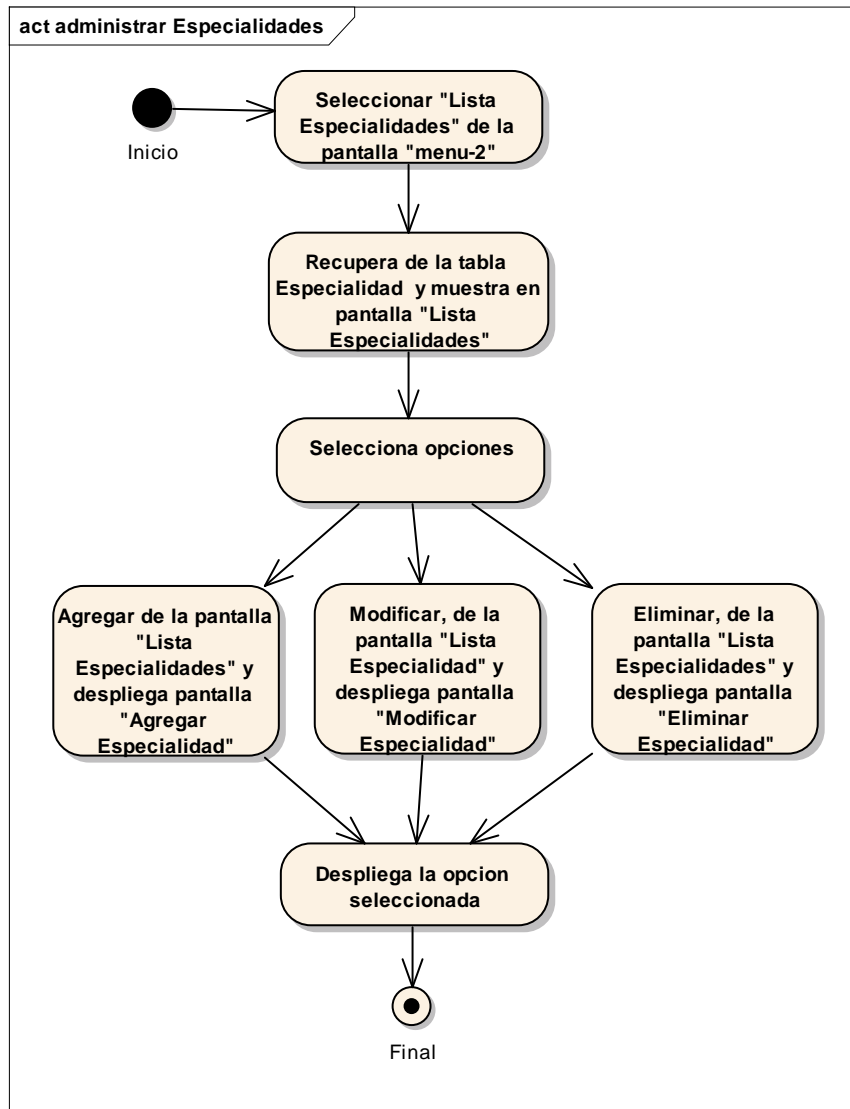 act administrar Especialidades
Inicio
Seleccionar "Lista
Especialidades" de la
pantalla "menu-2"
Recupera de la tabla
Especialidad y muestra en
pantalla "Lista
Especialidades"
Selecciona opciones
Agregar de la pantalla
"Lista
Especialidades" y
despliega pantalla
"Agregar
Especialidad"
Modificar, de la
pantalla "Lista
Especialidad" y
despliega pantalla
"Modificar
Especialidad"
Eliminar, de la
pantalla "Lista
Especialidades" y
despliega pantalla
"Eliminar
Especialidad"
Despliega la opcion
seleccionada
Final